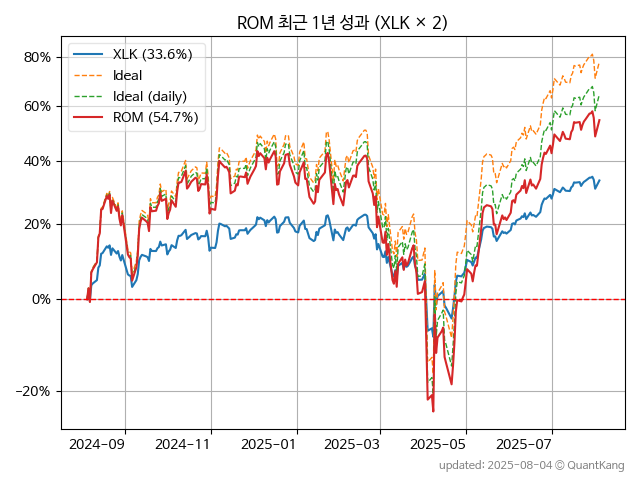 ROM 최근 1년 성과 (XLK × 2)
XLK (33.6%)
Ideal
Ideal (daily)
ROM (54.7%)
80%
60%
40%
20%
0%
−20%
2024-09 2024-11 2025-01 2025-03 2025-05 2025-07
updated: 2025-08-04 © QuantKang